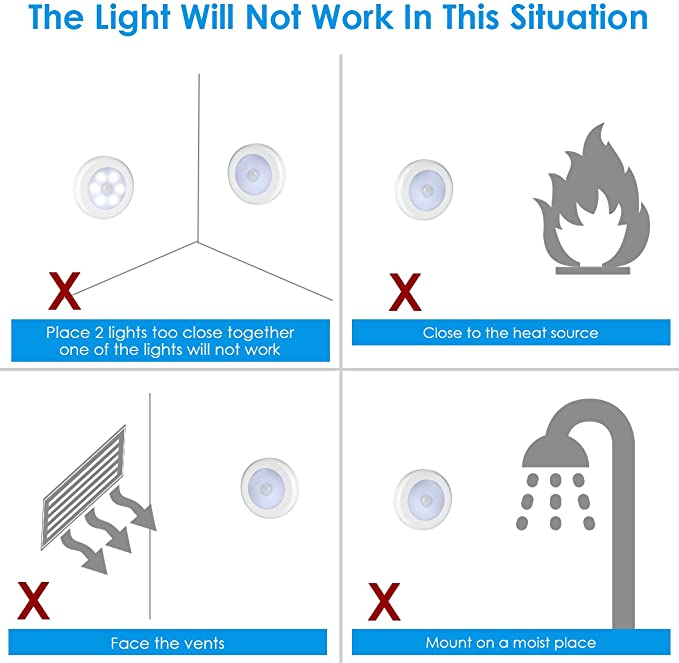 The Light Will Not Work In This Situation
X
Place 2 lights too close together
one of the lights will not work
X
Close to the heat source
X
Face the vents
X
Mount on a moist place